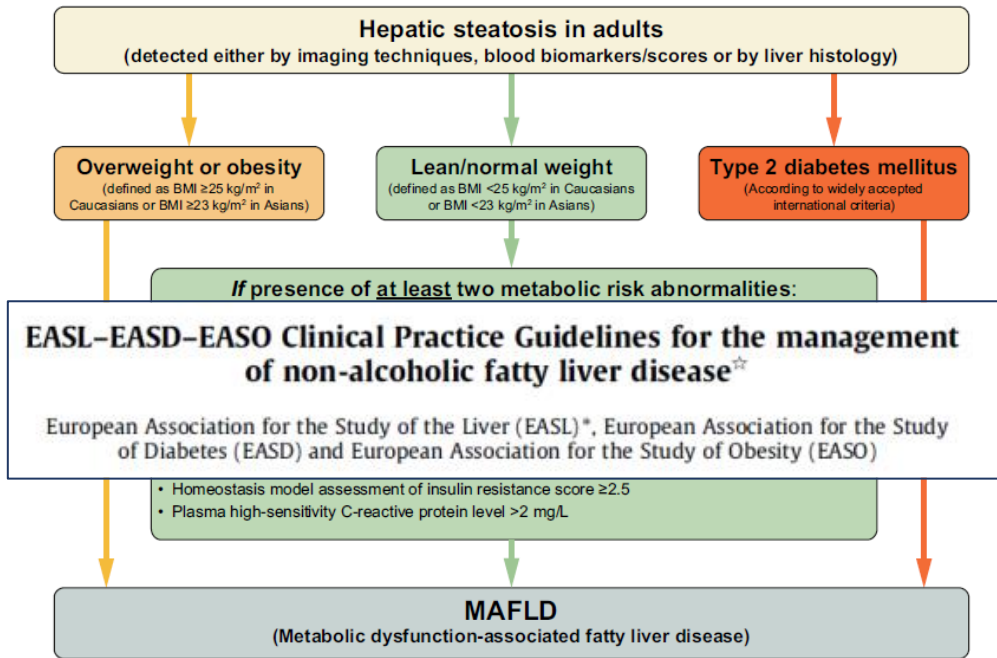 Hepatic steatosis in adults
(detected either by imaging techniques, blood biomarkers/scores or by liver histology)
Overweight or obesity
(defined as BMI ≥25 kg/m² in
Caucasians or BMI ≥23 kg/m² in Asians)
Lean/normal weight
(defined as BMI <25 kg/m² in Caucasians
or BMI <23 kg/m² in Asians)
Type 2 diabetes mellitus
(According to widely accepted
international criteria)
If presence of at least two metabolic risk abnormalities:
EASL–EASD–EASO Clinical Practice Guidelines for the management
of non-alcoholic fatty liver disease☆
European Association for the Study of the Liver (EASL)*, European Association for the Study
of Diabetes (EASD) and European Association for the Study of Obesity (EASO)
• Homeostasis model assessment of insulin resistance score ≥2.5
• Plasma high-sensitivity C-reactive protein level >2 mg/L
MAFLD
(Metabolic dysfunction-associated fatty liver disease)